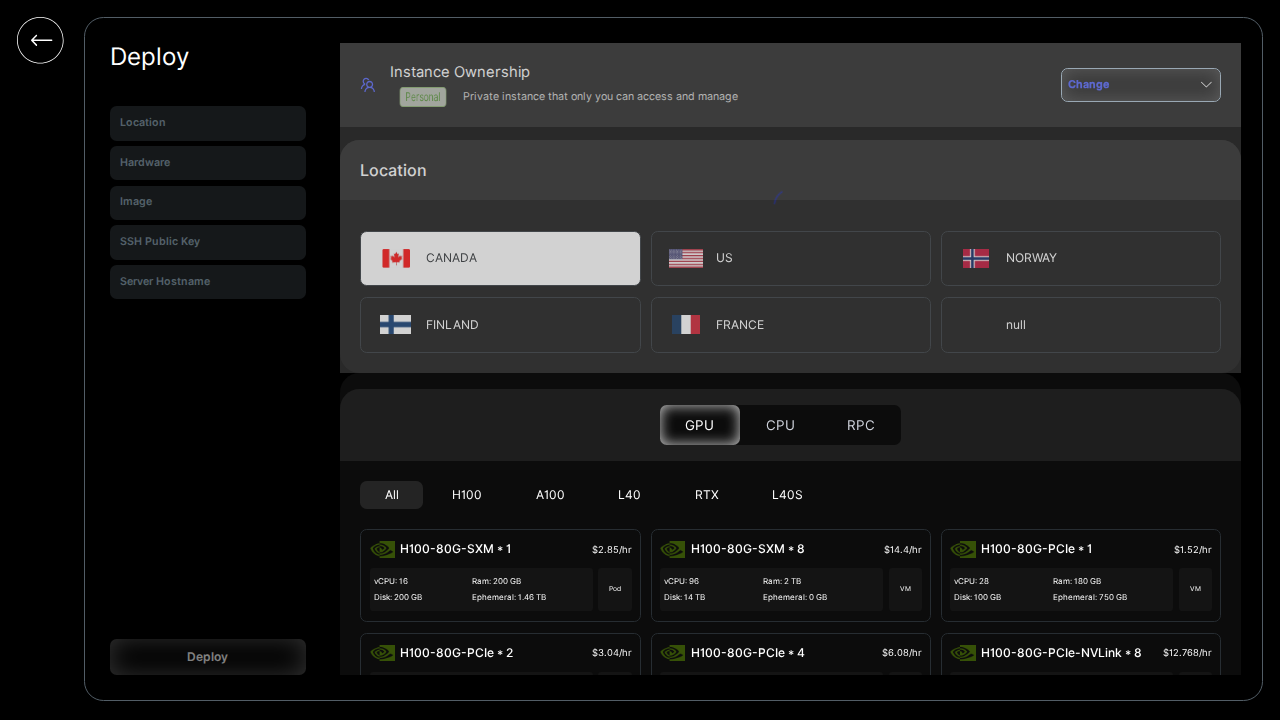 Deploy
Location
Hardware
Image
SSH Public Key
Server Hostname
Deploy
Instance Ownership
Personal Private instance that only you can access and manage
Change
Location
CANADA
US
NORWAY
FINLAND
FRANCE
null
GPU CPU RPC
All H100 A100 L40 RTX L40S
H100-80G-SXM * 1 $2.85/hr
vCPU: 16 Ram: 200 GB
Disk: 200 GB Ephemeral: 1.46 TB
Pod
H100-80G-SXM * 8 $14.4/hr
vCPU: 96 Ram: 2 TB
Disk: 14 TB Ephemeral: 0 GB
VM
H100-80G-PCIe * 1 $1.52/hr
vCPU: 28 Ram: 180 GB
Disk: 100 GB Ephemeral: 750 GB
VM
H100-80G-PCIe * 2 $3.04/hr
H100-80G-PCIe * 4 $6.08/hr
H100-80G-PCIe-NVLink * 8 $12.768/hr